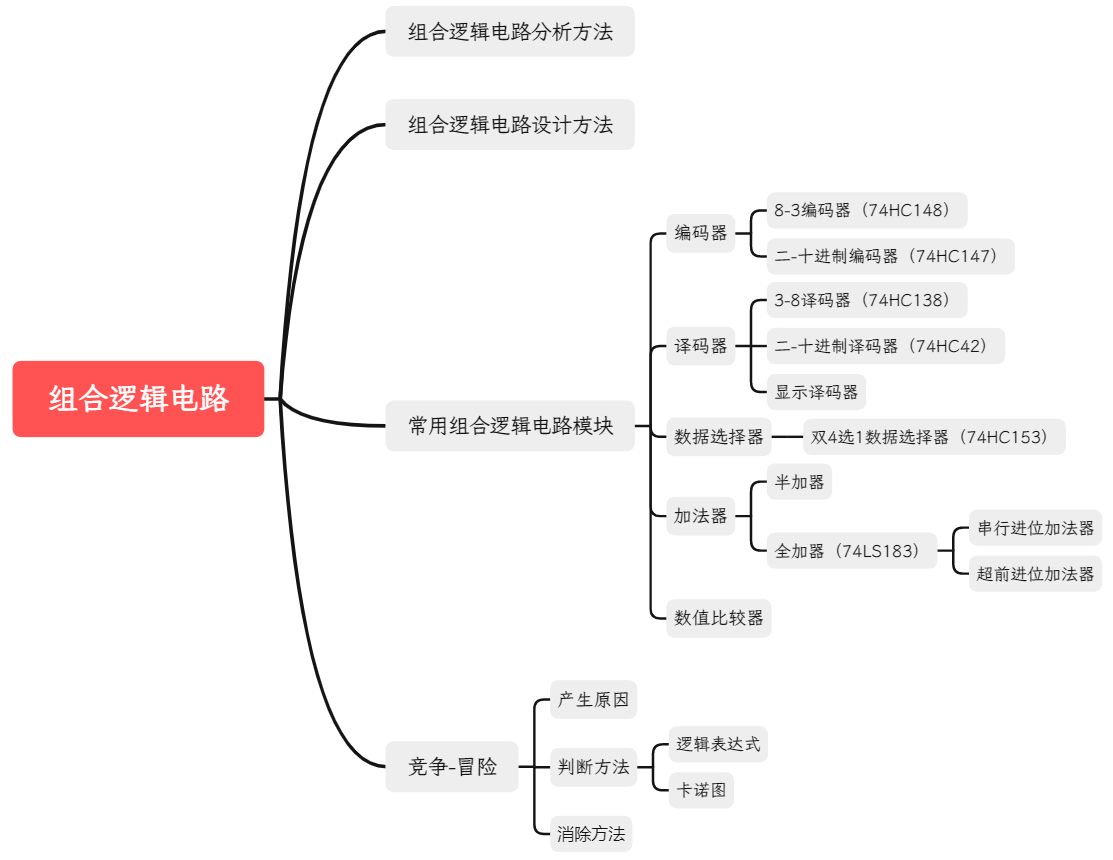 组合逻辑电路
组合逻辑电路分析方法
组合逻辑电路设计方法
常用组合逻辑电路模块
编码器
8-3编码器（74HC148）
二-十进制编码器（74HC147）
译码器
3-8译码器（74HC138）
二-十进制译码器（74HC42）
显示译码器
数据选择器
双4选1数据选择器（74HC153）
加法器
半加器
全加器（74LS183）
串行进位加法器
超前进位加法器
数值比较器
竞争-冒险
产生原因
判断方法
逻辑表达式
卡诺图
消除方法